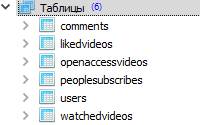 Таблицы (6)
comments
likedvideos
openaccessvideos
peoplesubscribes
users
watchedvideos